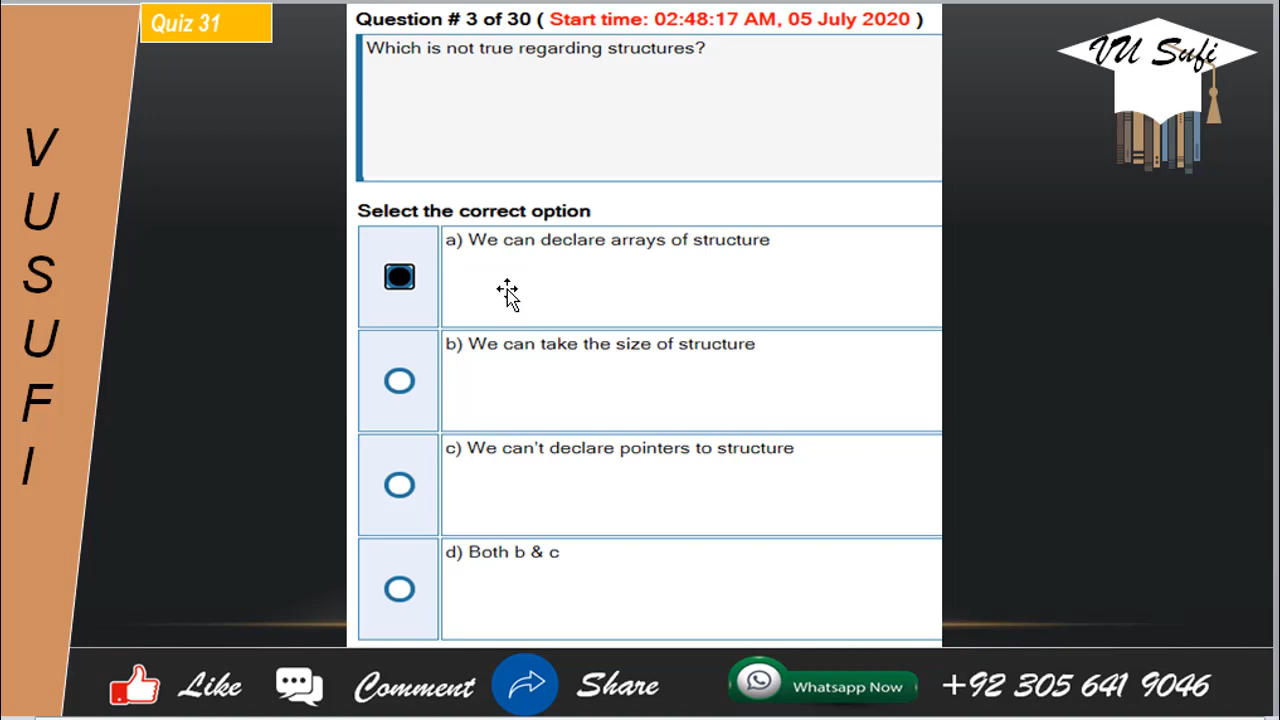 Quiz 31
Question # 3 of 30 ( Start time: 02:48:17 AM, 05 July 2020 )
Which is not true regarding structures?
Select the correct option
a) We can declare arrays of structure
b) We can take the size of structure
c) We can't declare pointers to structure
d) Both b & c
V
U
S
U
F
I
VU Sufi
Like
Comment
Share
Whatsapp Now
+92 305 641 9046